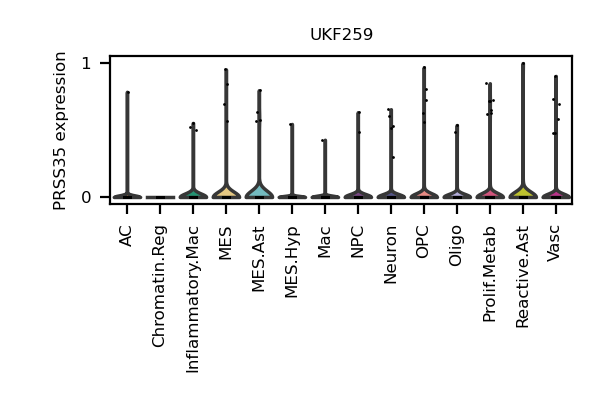 UKF259
PRSS35 expression
1
0
AC
Chromatin.Reg
Inflammatory.Mac
MES
MES.Ast
MES.Hyp
Mac
NPC
Neuron
OPC
Oligo
Prolif.Metab
Reactive.Ast
Vasc